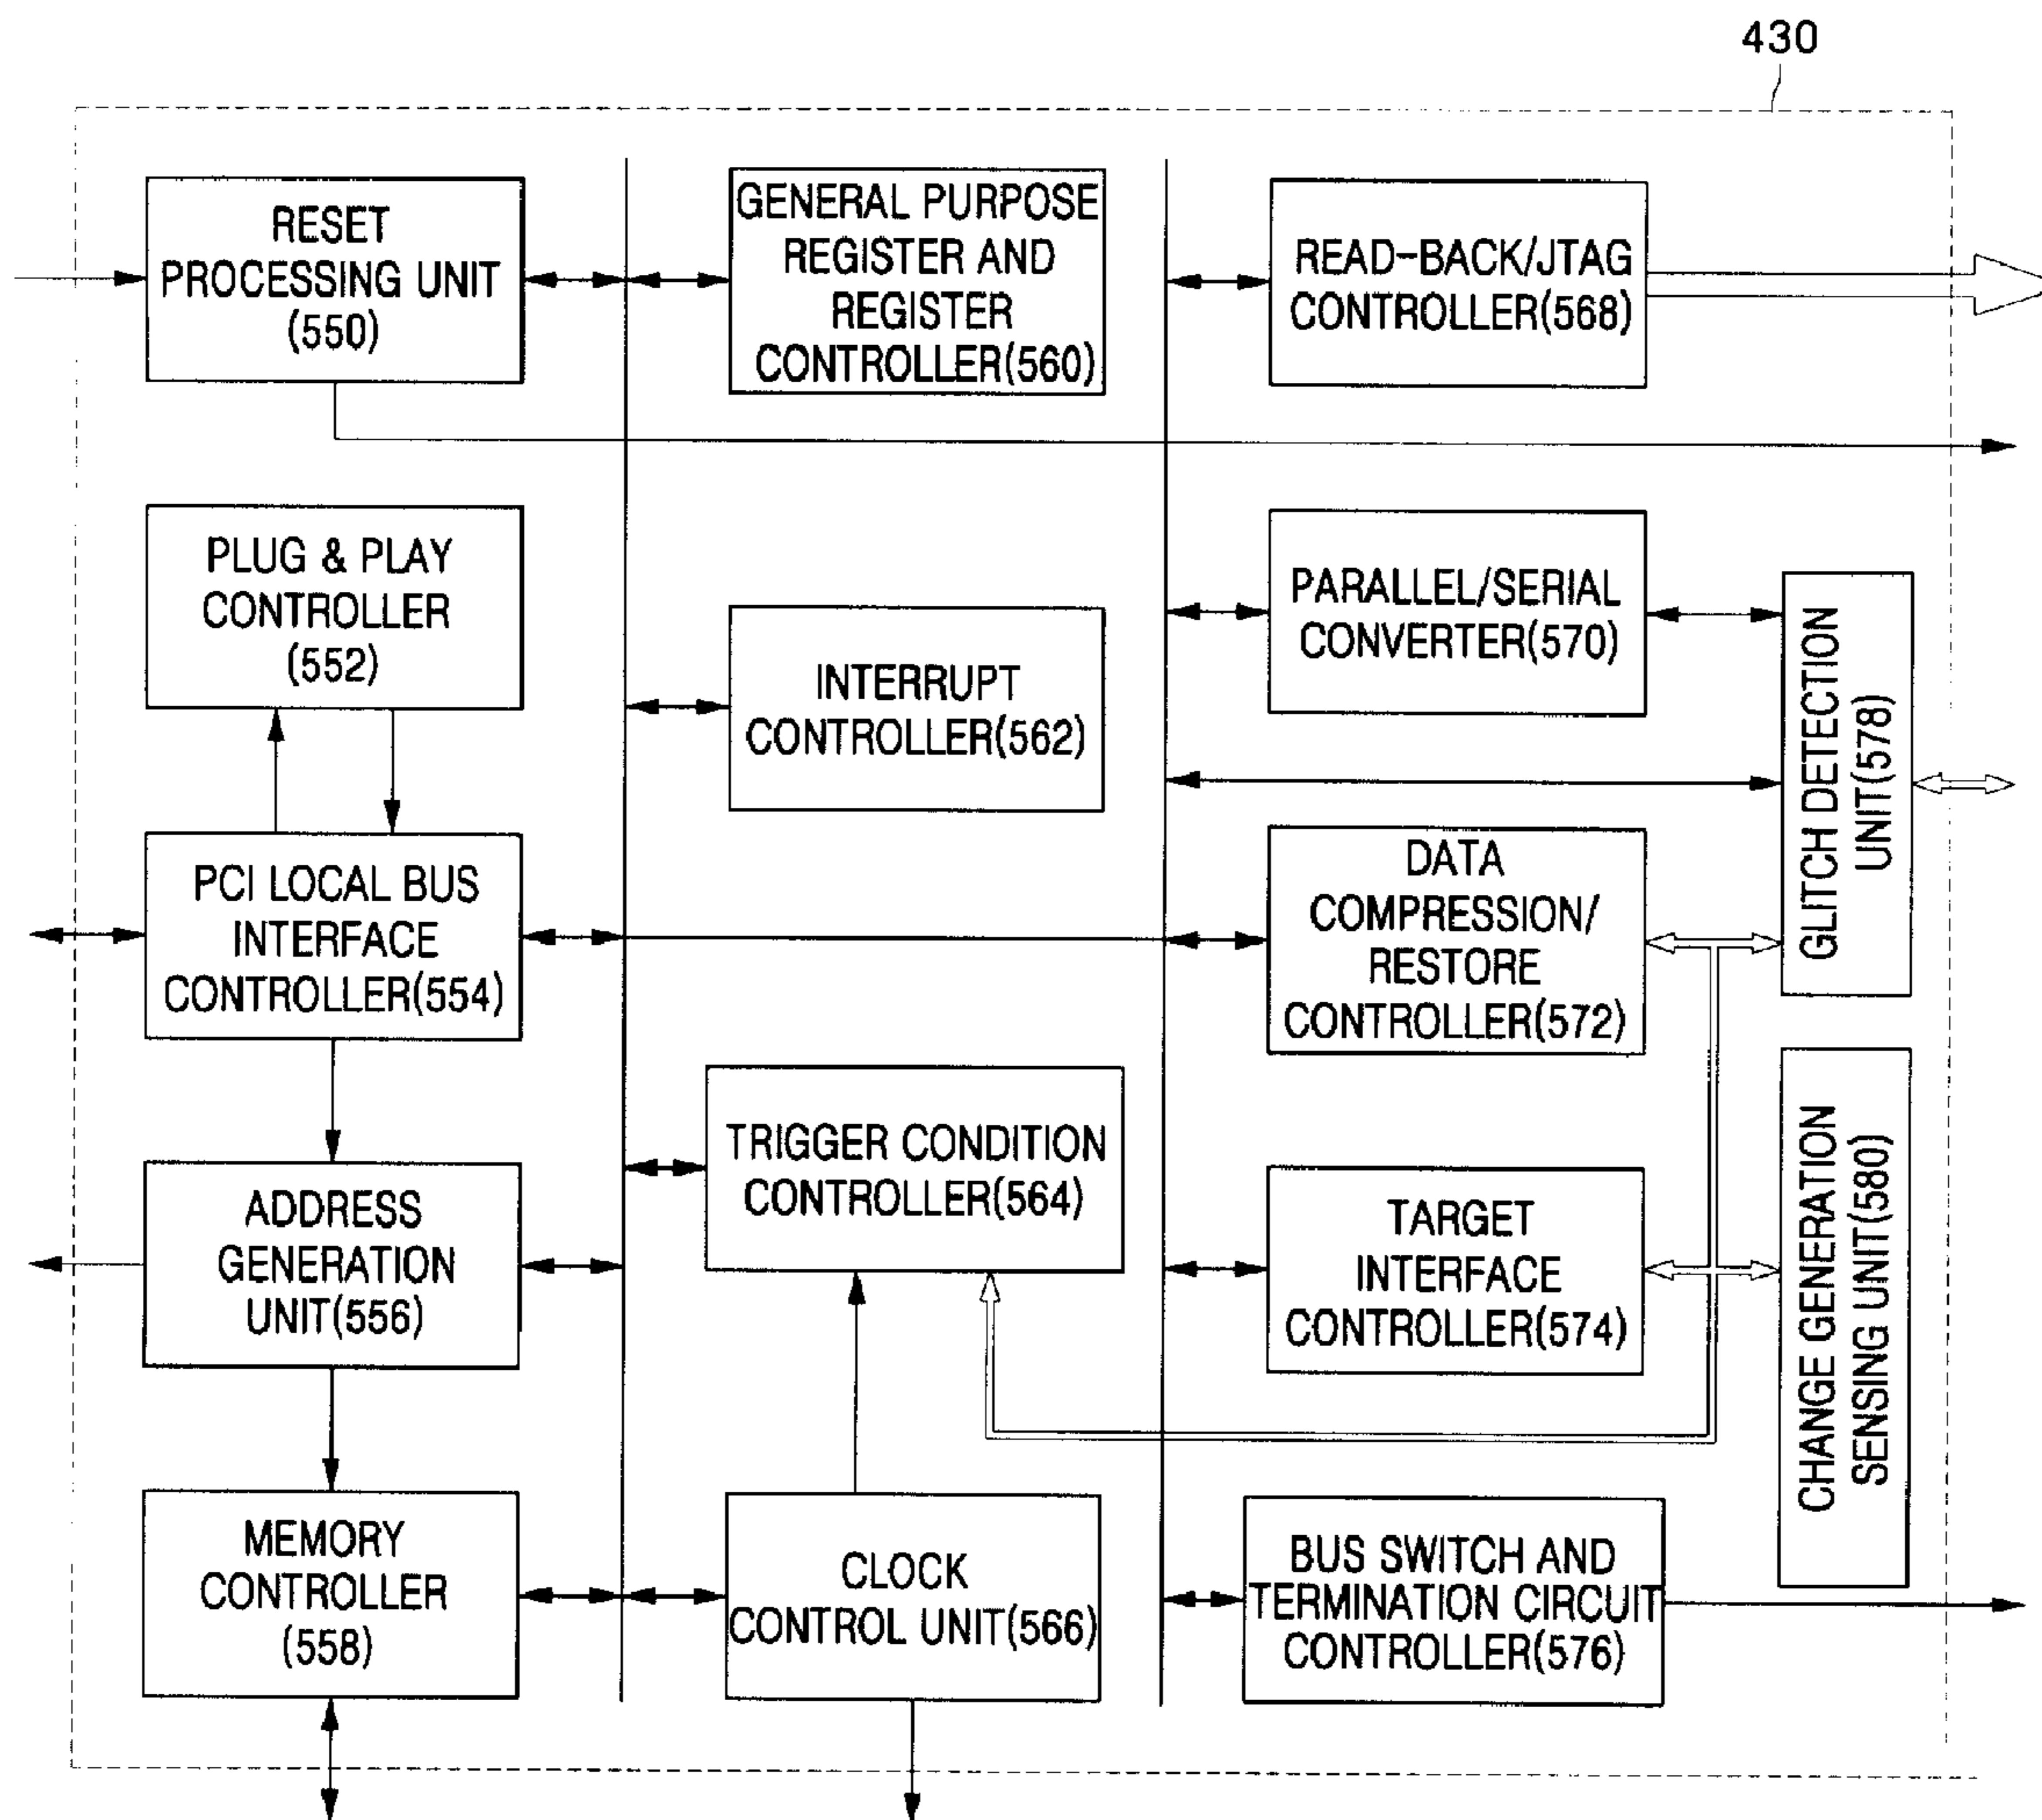 430
RESET
PROCESSING UNIT
(550)
GENERAL PURPOSE
REGISTER AND
REGISTER
CONTROLLER(560)
READ-BACK/JTAG
CONTROLLER(568)
PLUG & PLAY
CONTROLLER
(552)
INTERRUPT
CONTROLLER(562)
PARALLEL/SERIAL
CONVERTER(570)
GLITCH DETECTION
UNIT(578)
PCI LOCAL BUS
INTERFACE
CONTROLLER(554)
DATA
COMPRESSION/
RESTORE
CONTROLLER(572)
TRIGGER CONDITION
CONTROLLER(564)
ADDRESS
GENERATION
UNIT(556)
TARGET
INTERFACE
CONTROLLER(574)
CHANGE GENERATION
SENSING UNIT(580)
MEMORY
CONTROLLER
(558)
CLOCK
CONTROL UNIT(566)
BUS SWITCH AND
TERMINATION CIRCUIT
CONTROLLER(576)